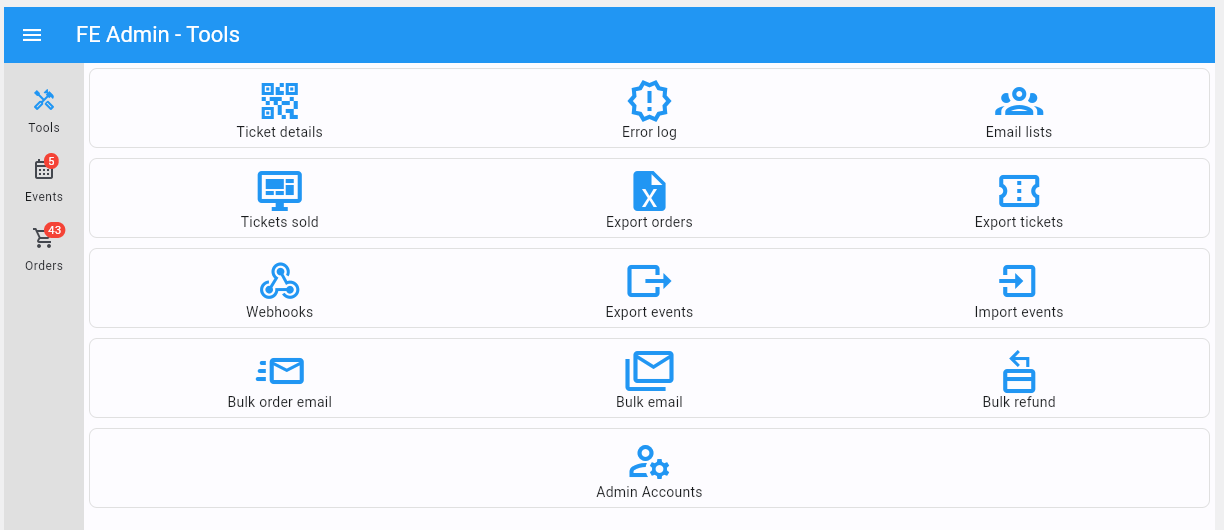 FE Admin - Tools
Tools
5
Events
43
Orders
Ticket details
Error log
Email lists
Tickets sold
X
Export orders
Export tickets
Webhooks
Export events
Import events
Bulk order email
Bulk email
Bulk refund
Admin Accounts